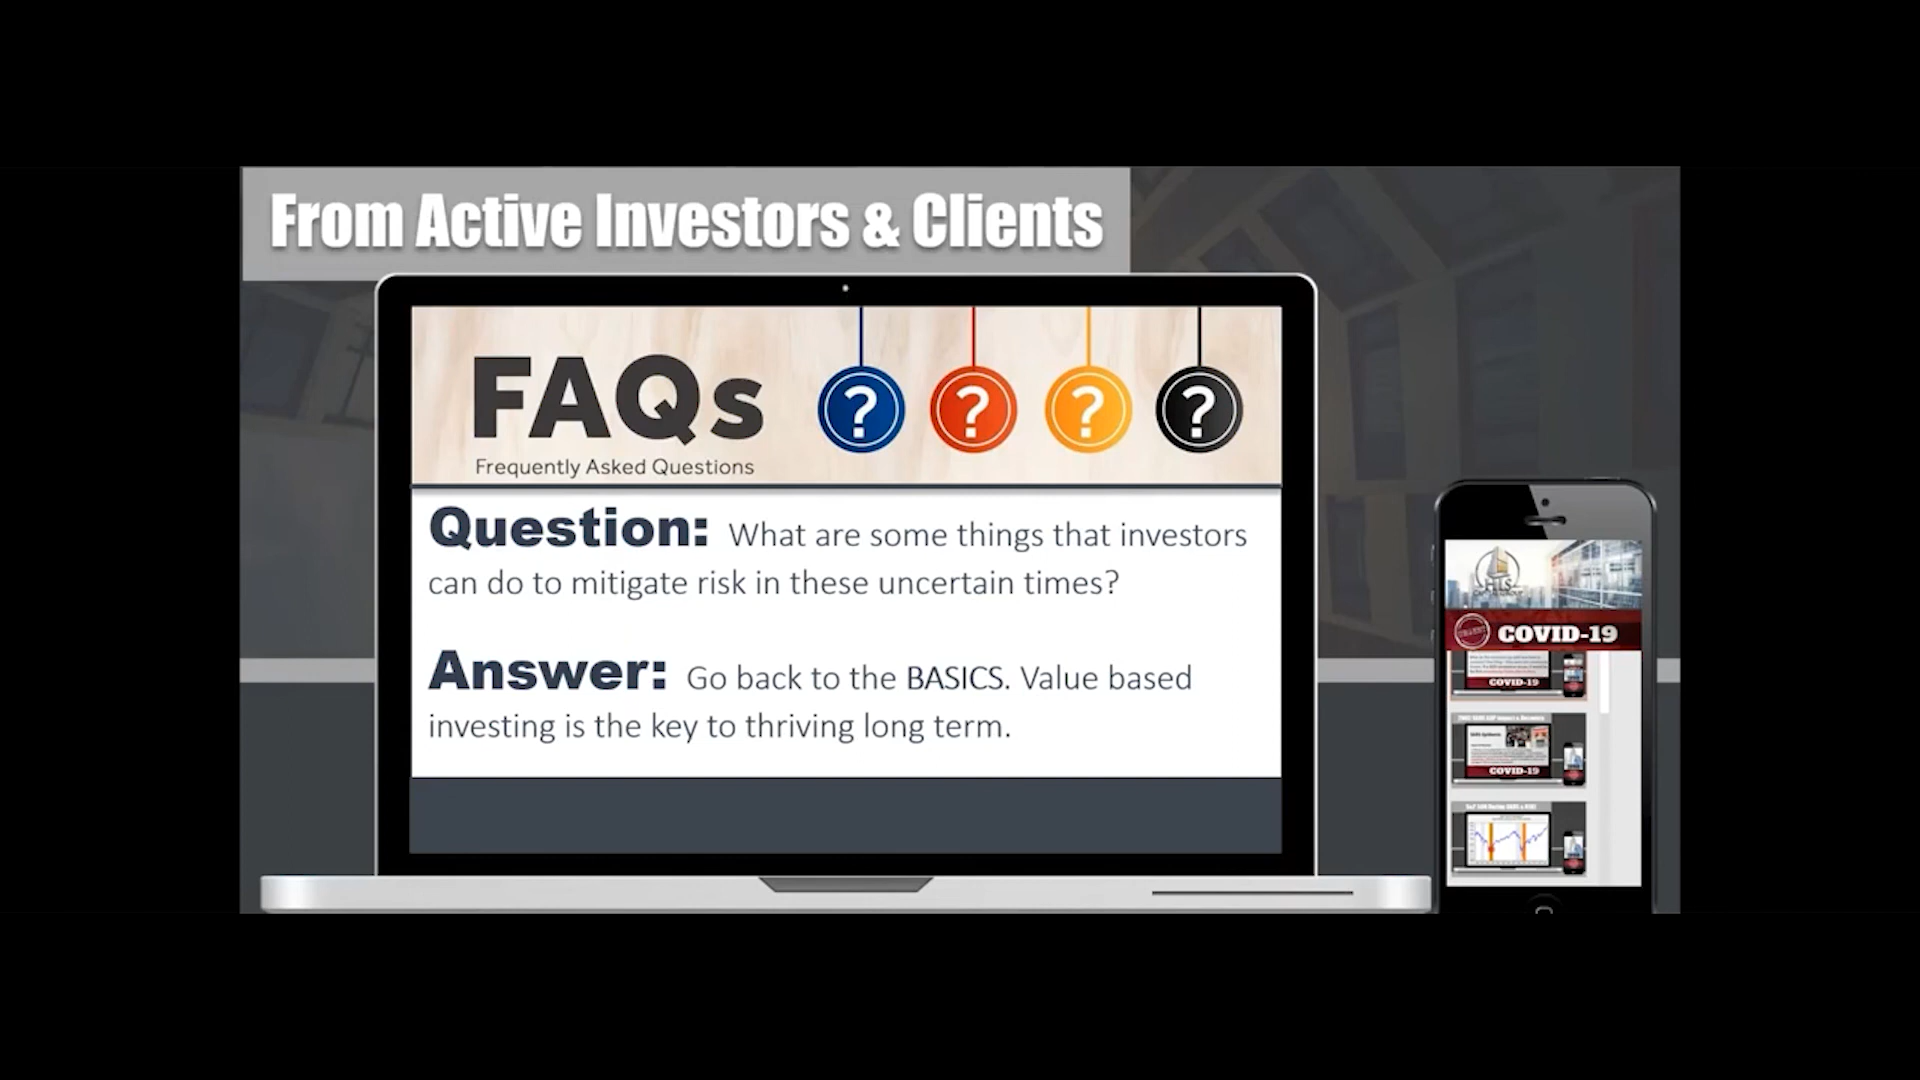 From Active Investors & Clients
FAQs
? ? ? ?
Frequently Asked Questions
Question: What are some things that investors
can do to mitigate risk in these uncertain times?
Answer: Go back to the BASICS. Value based
investing is the key to thriving long term.
COVID-19
COVID-19
COVID-19